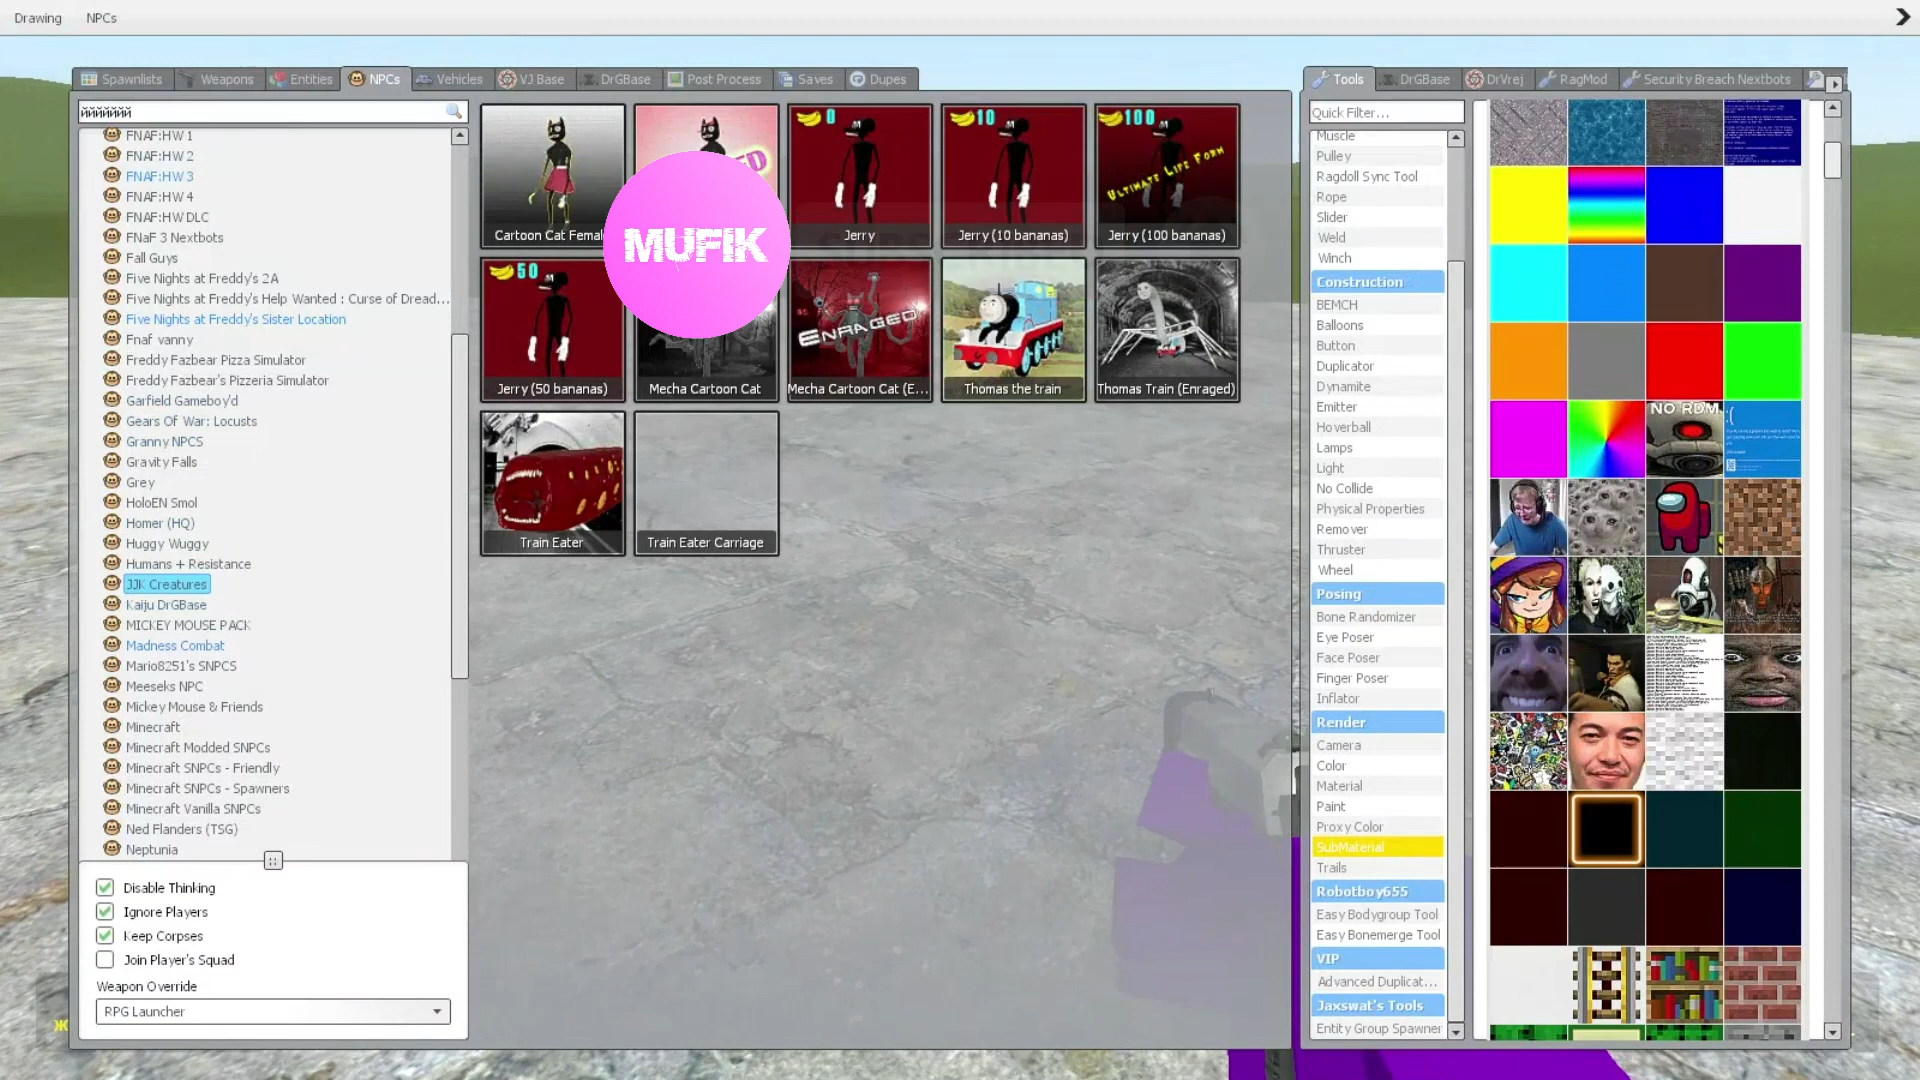 Drawing NPCs
Spawnlists Weapons Entities NPCs Vehicles VJ Base DrGBase Post Process Saves Dupes
йййййййй
FNAF:HW 1
FNAF:HW 2
FNAF:HW 3
FNAF:HW 4
FNAF:HW DLC
FNaF 3 Nextbots
Fall Guys
Five Nights at Freddy's 2A
Five Nights at Freddy's Help Wanted : Curse of Dread...
Five Nights at Freddy's Sister Location
Fnaf vanny
Freddy Fazbear Pizza Simulator
Freddy Fazbear's Pizzeria Simulator
Garfield Gameboy'd
Gears Of War: Locusts
Granny NPCS
Gravity Falls
Grey
HoloEN Smol
Homer (HQ)
Huggy Wuggy
Humans + Resistance
JJK Creatures
Kaiju DrGBase
MICKEY MOUSE PACK
Madness Combat
Mario8251's SNPCS
Meeseks NPC
Mickey Mouse & Friends
Minecraft
Minecraft Modded SNPCs
Minecraft SNPCs - Friendly
Minecraft SNPCs - Spawners
Minecraft Vanilla SNPCs
Ned Flanders (TSG)
Neptunia
Disable Thinking
Ignore Players
Keep Corpses
Join Player's Squad
Weapon Override
RPG Launcher
Ж
0 10 100
ULTIMATE LIFE FORM
Cartoon Cat Femal
Jerry
Jerry (10 bananas)
Jerry (100 bananas)
MUFIK
50
ENRAGED
Jerry (50 bananas)
Mecha Cartoon Cat
Mecha Cartoon Cat (E...
Thomas the train
Thomas Train (Enraged)
Train Eater
Train Eater Carriage
Tools DrGBase DrVrej RagMod Security Breach Nextbots
Quick Filter...
Muscle
Pulley
Ragdoll Sync Tool
Rope
Slider
Weld
Winch
Construction
BEMCH
Balloons
Button
Duplicator
Dynamite
Emitter
Hoverball
Lamps
Light
No Collide
Physical Properties
Remover
Thruster
Wheel
Posing
Bone Randomizer
Eye Poser
Face Poser
Finger Poser
Inflator
Render
Camera
Color
Material
Paint
Proxy Color
SubMaterial
Trails
Robotboy655
Easy Bodygroup Tool
Easy Bonemerge Tool
VIP
Advanced Duplicat...
Jaxswat's Tools
Entity Group Spawner
NO RDM
:(